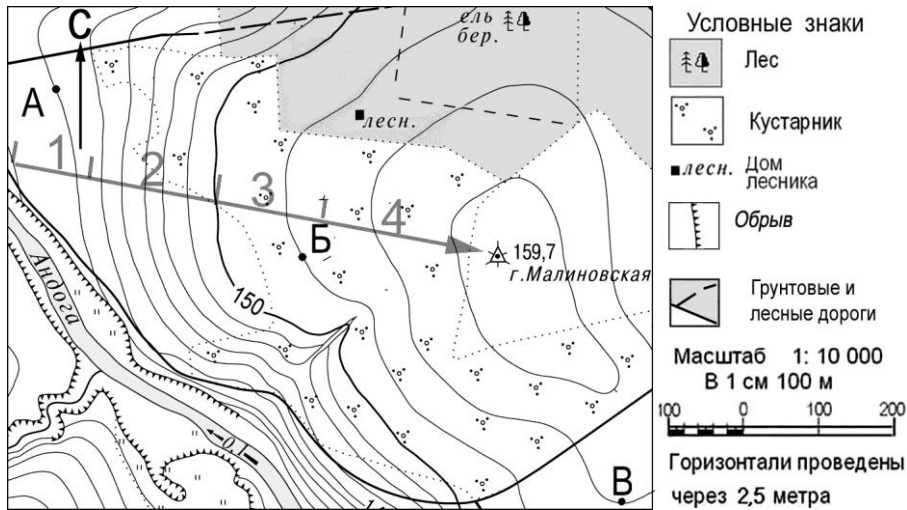 С
ель
бер.
А
лесн.
1
2
3
4
Б
159,7
г.Малиновская
150
Андога
0,1
В
Условные знаки
Лес
Кустарник
лесн. Дом
лесника
Обрыв
Грунтовые и
лесные дороги
Масштаб 1: 10 000
В 1 см 100 м
100 0 100 200
Горизонтали проведены
через 2,5 метра